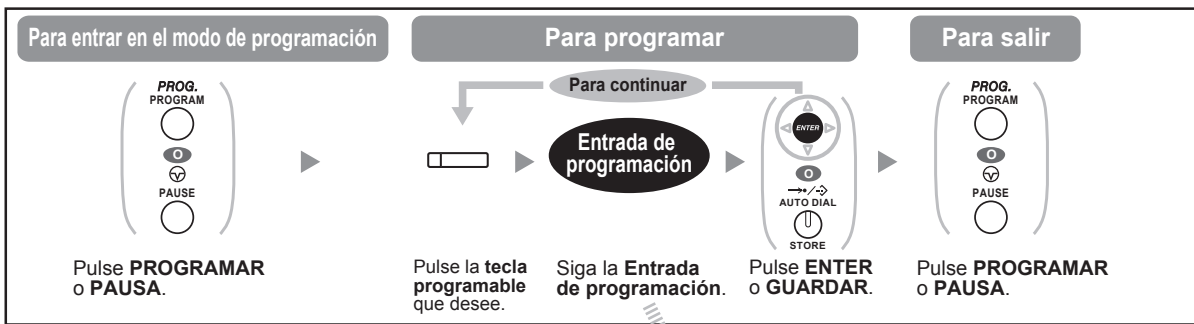 Para entrar en el modo de programación
Para programar
Para salir
PROG.
PROGRAM
O
PAUSE
Pulse PROGRAMAR
o PAUSA.
Para continuar
Pulse la tecla
programable
que desee.
Entrada de
programación
Siga la Entrada
de programación.
ENTER
O
AUTO DIAL
STORE
Pulse ENTER
o GUARDAR.
PROG.
PROGRAM
O
PAUSE
Pulse PROGRAMAR
o PAUSA.